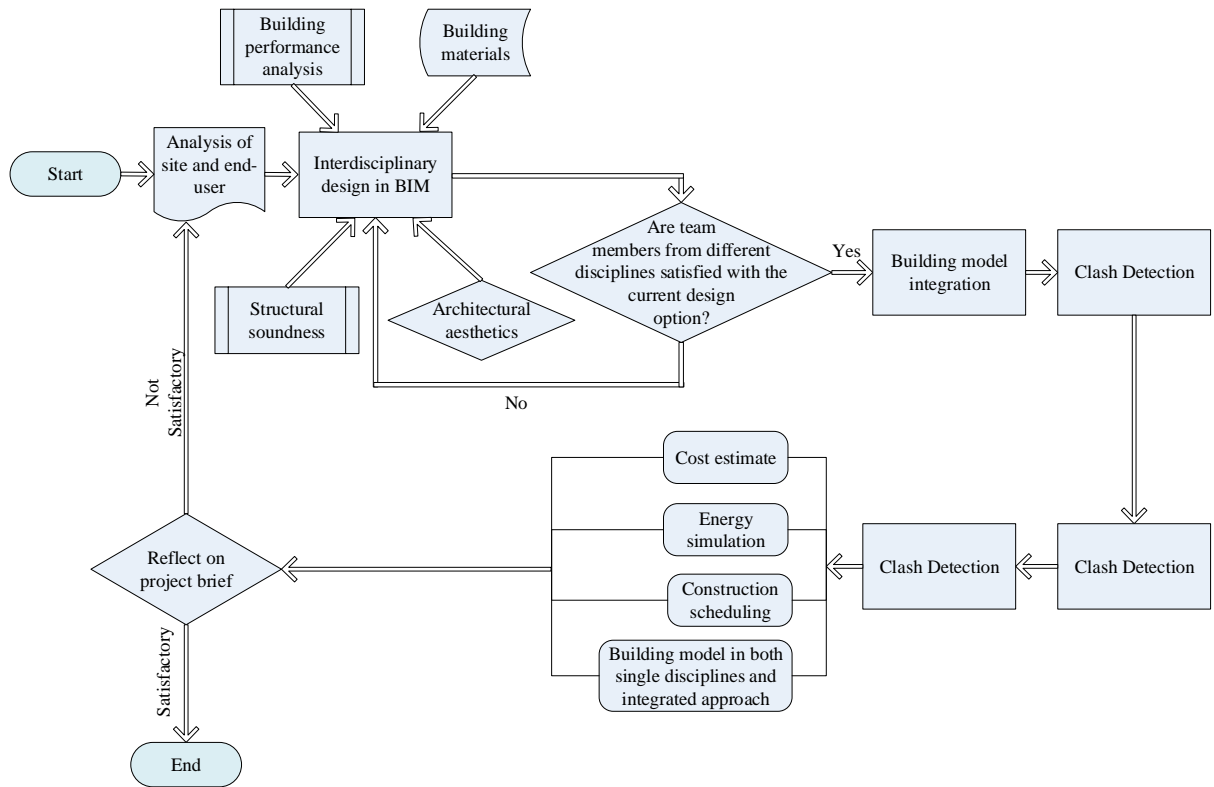 Building
performance
analysis
Building
materials
Start
Analysis of
site and end-
user
Interdisciplinary
design in BIM
Are team
members from different
disciplines satisfied with the
current design
option?
Yes
Building model
integration
Clash Detection
Structural
soundness
Architectural
aesthetics
No
Not
Satisfactory
Cost estimate
Energy
simulation
Construction
scheduling
Building model in both
single disciplines and
integrated approach
Clash Detection
Clash Detection
Reflect on
project brief
Satisfactory
End